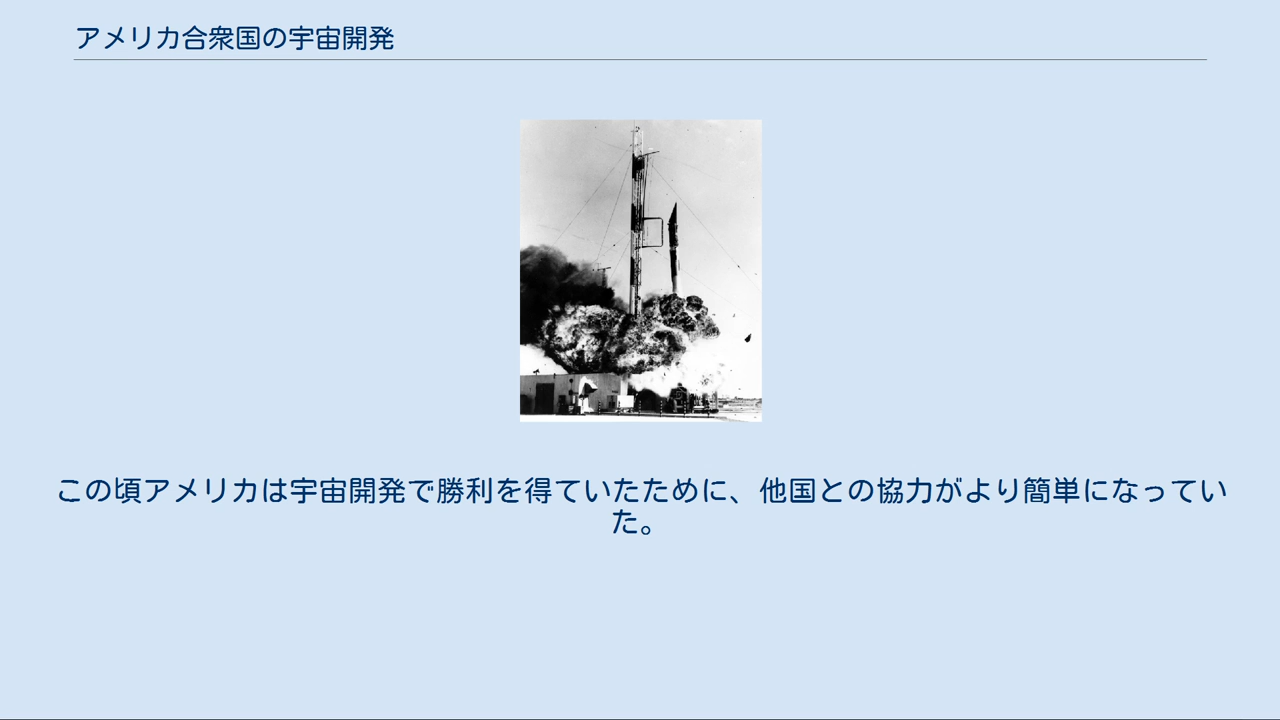 アメリカ合衆国の宇宙開発
この頃アメリカは宇宙開発で勝利を得ていたために、他国との協力がより簡単になってい
た。